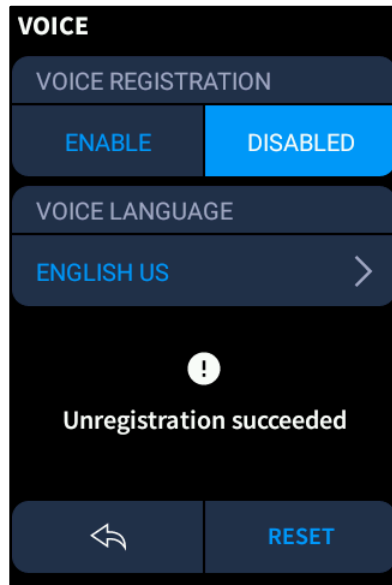 VOICE
VOICE REGISTRATION
ENABLE DISABLED
VOICE LANGUAGE
ENGLISH US
Unregistration succeeded
RESET